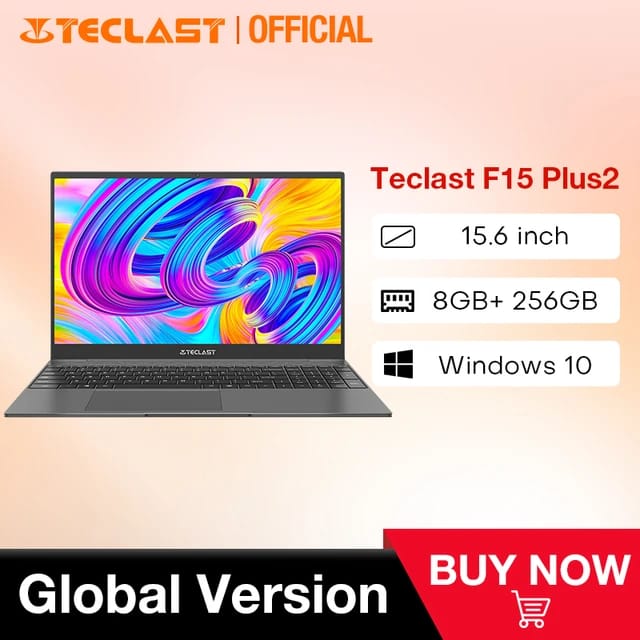 TECLAST | OFFICIAL
Teclast F15 Plus2
15.6 inch
8GB+ 256GB
Windows 10
TECLAST
Global Version
BUY NOW